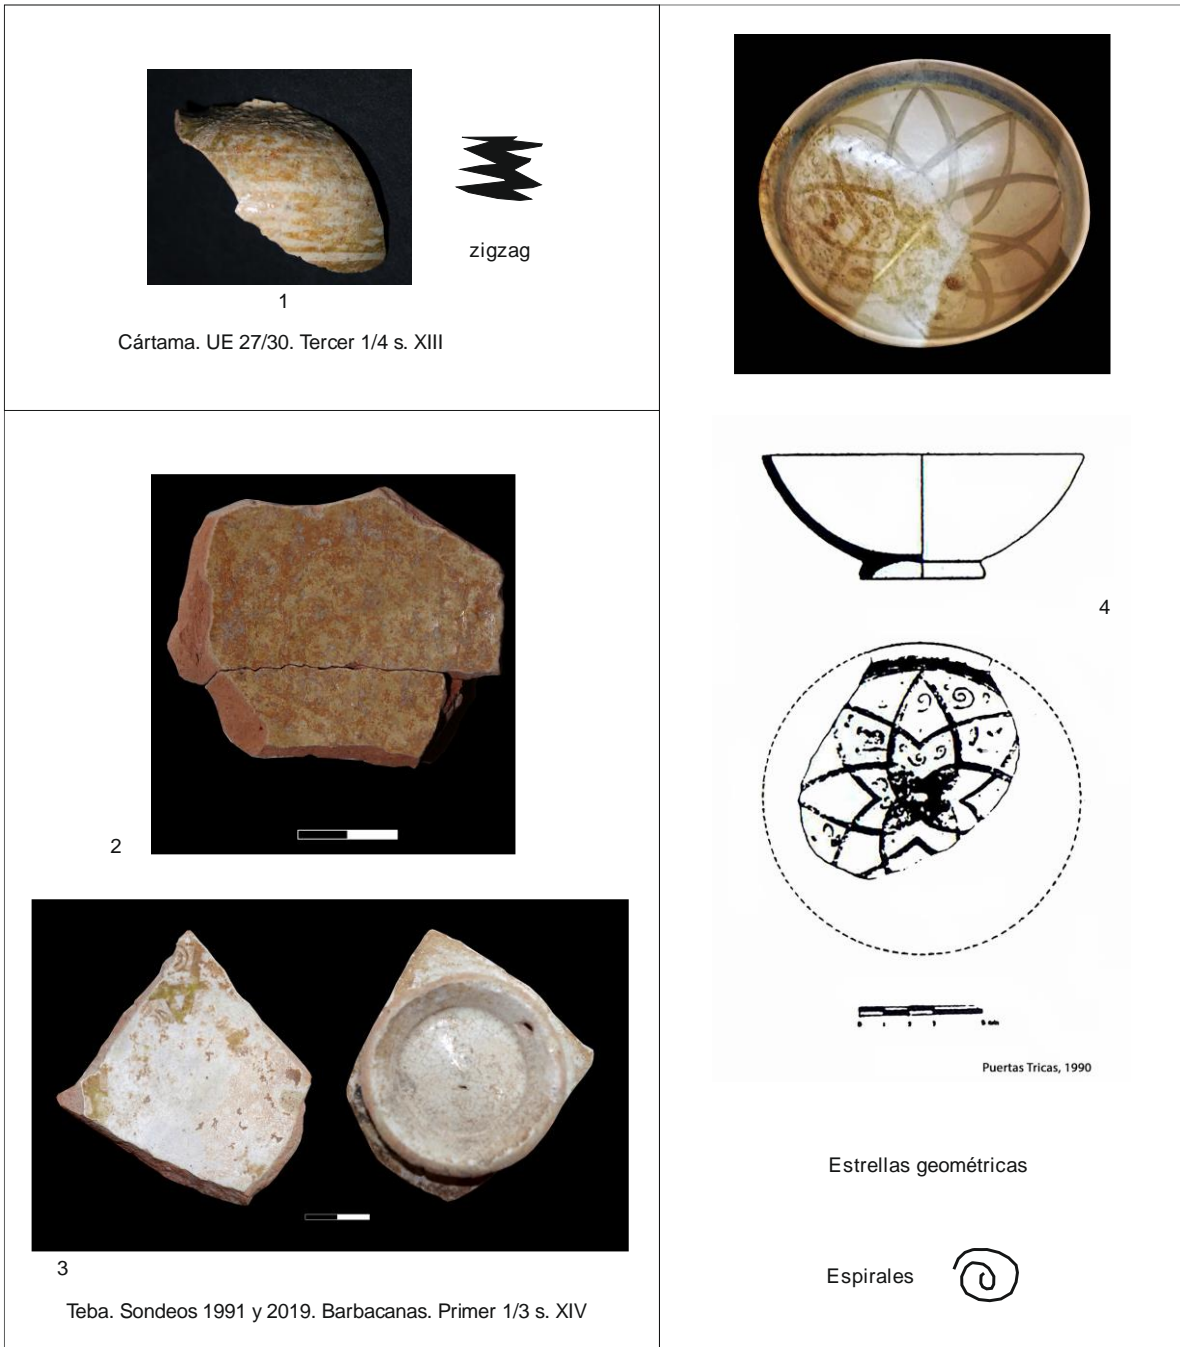 1
zigzag
Cártama. UE 27/30. Tercer 1/4 s. XIII
2
3
Teba. Sondeos 1991 y 2019. Barbacanas. Primer 1/3 s. XIV
4
Puertas Tricas, 1990
Estrellas geométricas
Espirales